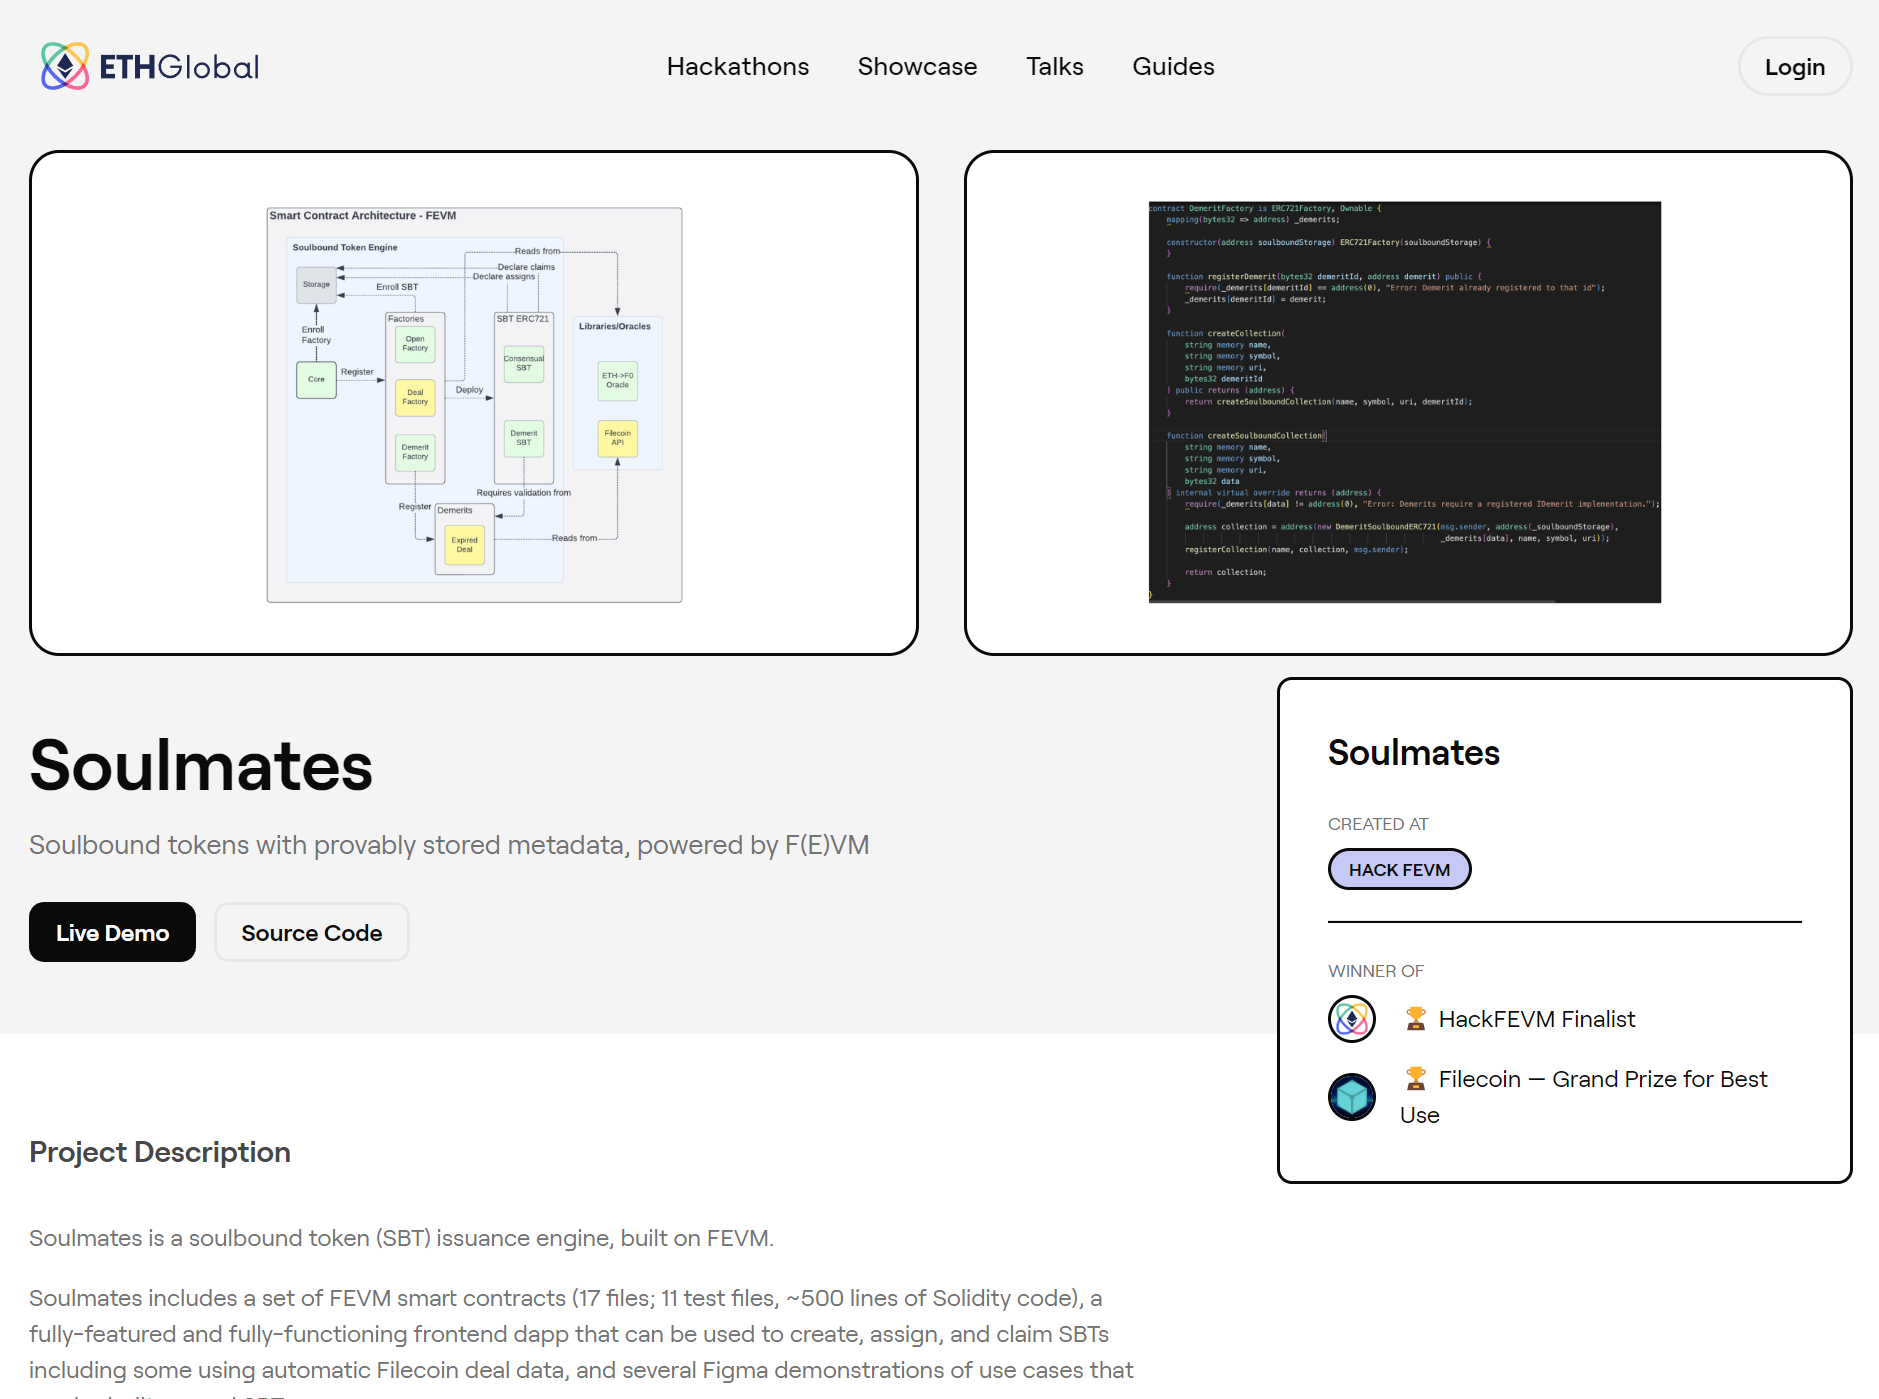 ETHGlobal
Hackathons
Showcase
Talks
Guides
Login
Smart Contract Architecture - FEVM
Soulbound Token Engine
Reads from
Declare claims
Declare assigns
Storage
Enroll SBT
Enroll
Factory
Factories
SBT ERC721
Libraries/Oracles
Open
Factory
Consensual
SBT
Core
Register
Deal
Factory
Deploy
ETH->F0
Oracle
Demerit
Factory
Demerit
SBT
Filecoin
API
Requires validation from
Register
Demerits
Expired
Deal
Reads from
contract DemeritFactory is ERC721Factory, Ownable {
mapping(bytes32 => address) _demerits;
constructor(address soulboundStorage) ERC721Factory(soulboundStorage) {
}
function registerDemerit(bytes32 demeritId, address demerit) public {
require(_demerits[demeritId] == address(0), "Error: Demerit already registered to that id");
_demerits[demeritId] = demerit;
}
function createCollection(
string memory name,
string memory symbol,
string memory uri,
bytes32 demeritId
) public returns (address) {
return createSoulboundCollection(name, symbol, uri, demeritId);
}
function createSoulboundCollection(
string memory name,
string memory symbol,
string memory uri,
bytes32 data
) internal virtual override returns (address) {
require(_demerits[data] != address(0), "Error: Demerits require a registered IDemerit implementation.");
address collection = address(new DemeritSoulboundERC721(msg.sender, address(_soulboundStorage),
_demerits[data], name, symbol, uri));
registerCollection(name, collection, msg.sender);
return collection;
}
}
Soulmates
Soulbound tokens with provably stored metadata, powered by F(E)VM
Live Demo
Source Code
Soulmates
CREATED AT
HACK FEVM
WINNER OF
🏆 HackFEVM Finalist
🏆 Filecoin — Grand Prize for Best
Use
Project Description
Soulmates is a soulbound token (SBT) issuance engine, built on FEVM.
Soulmates includes a set of FEVM smart contracts (17 files; 11 test files, ~500 lines of Solidity code), a
fully-featured and fully-functioning frontend dapp that can be used to create, assign, and claim SBTs
including some using automatic Filecoin deal data, and several Figma demonstrations of use cases that